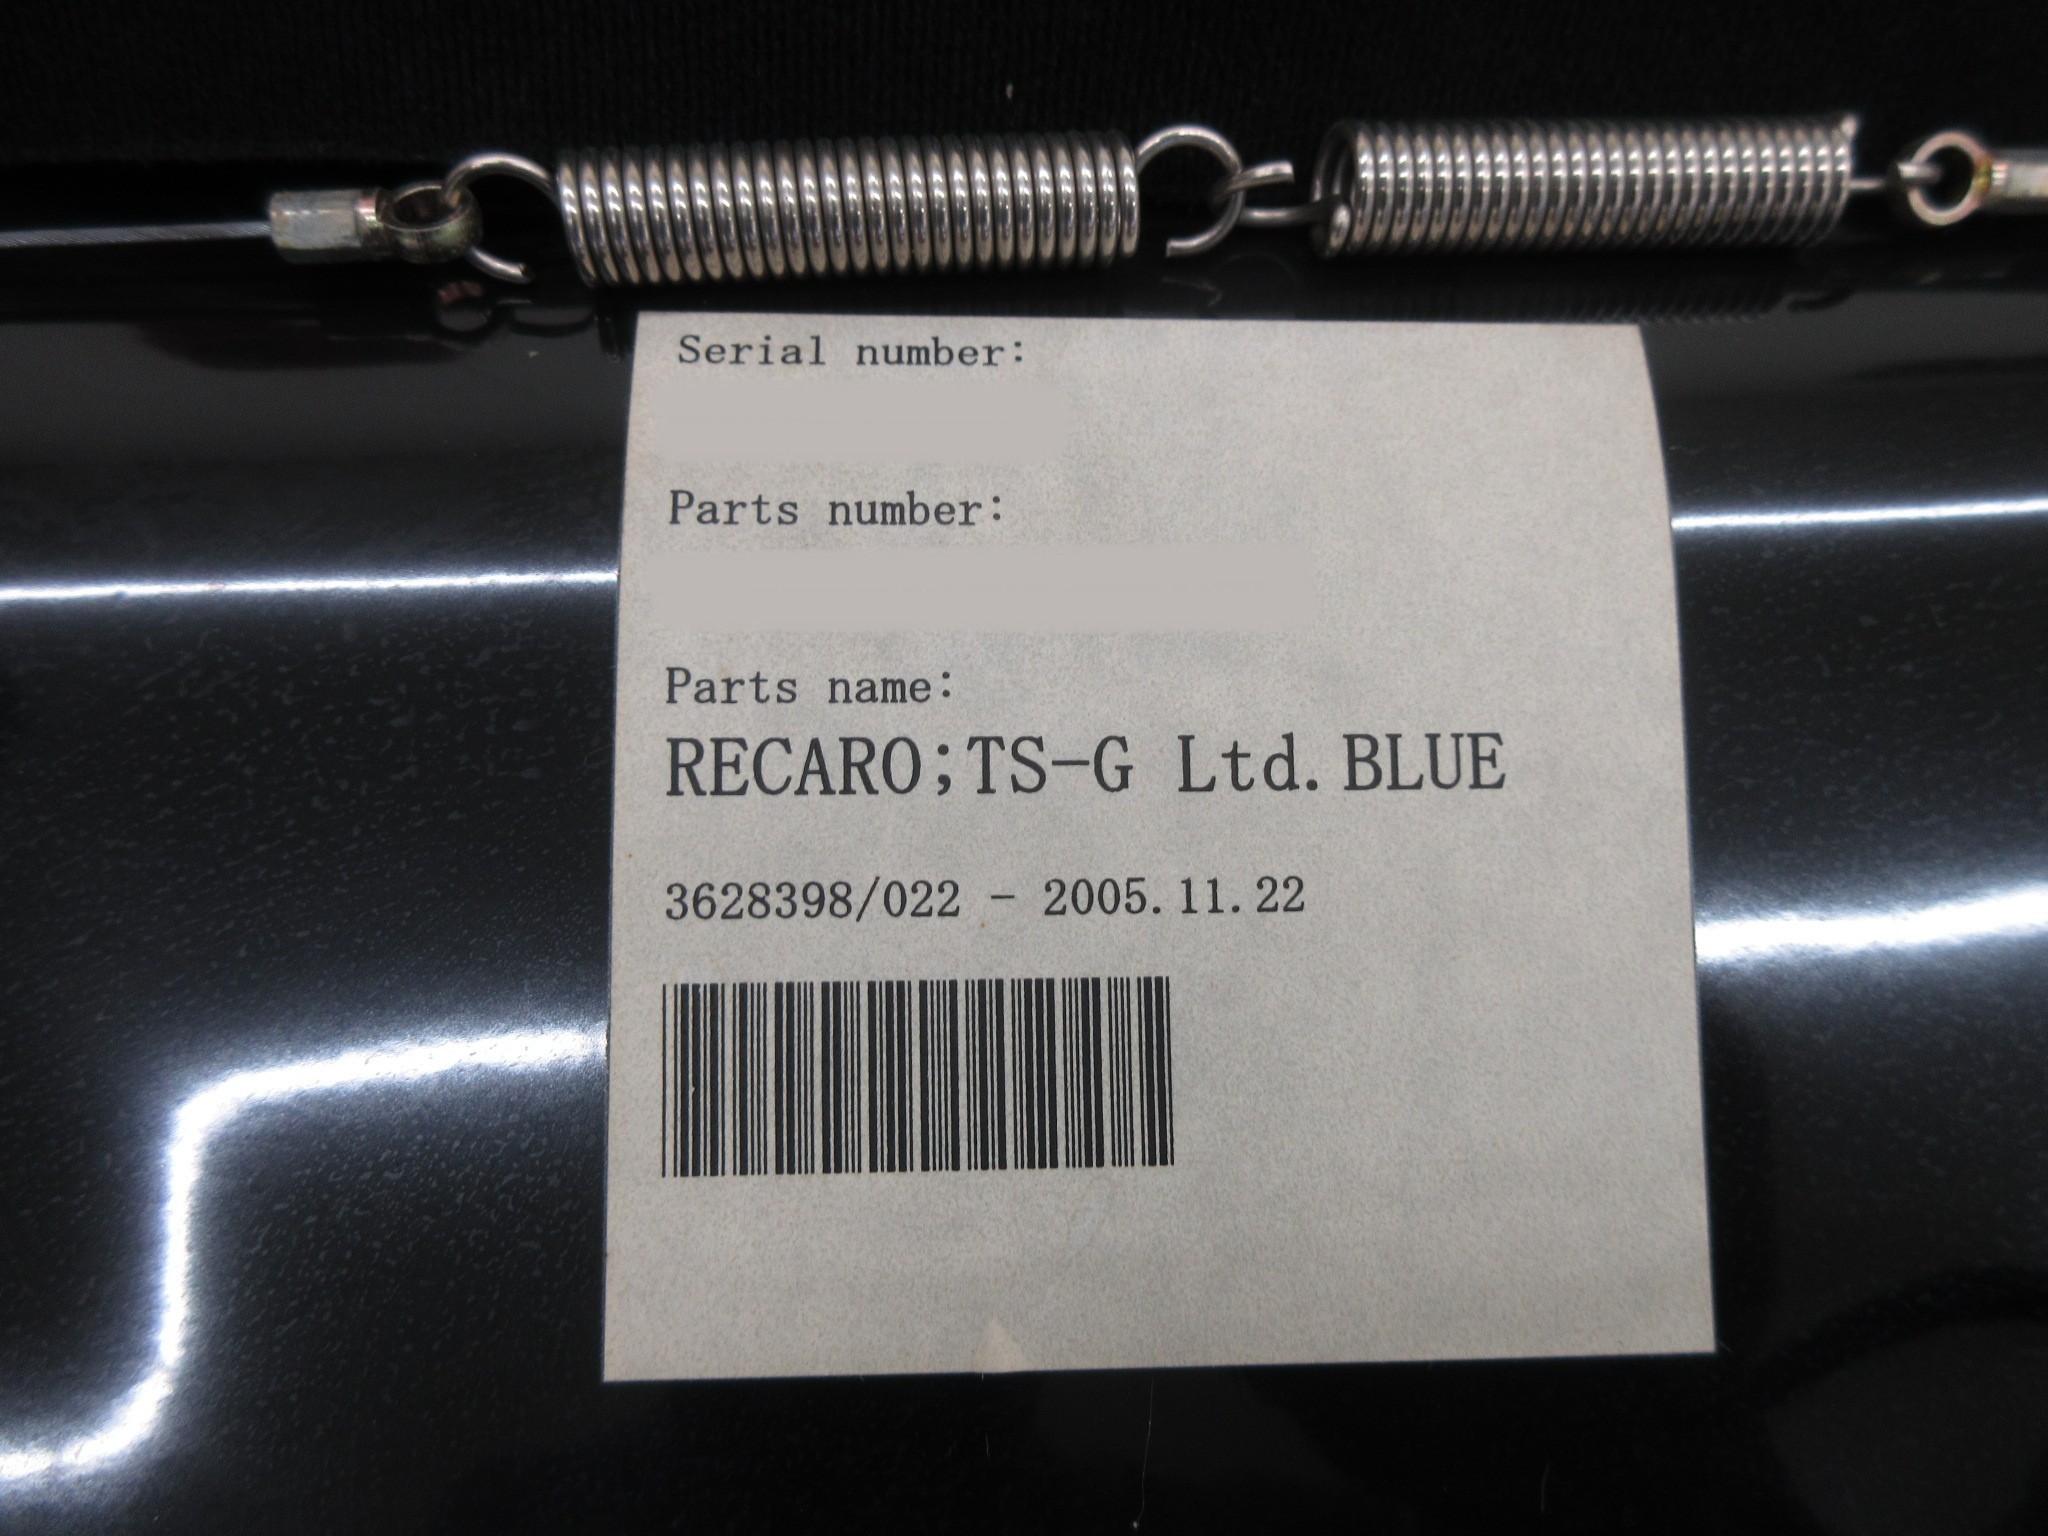 Serial number:
Parts number:
Parts name:
RECARO;TS-G Ltd.BLUE
3628398/022 - 2005.11.22